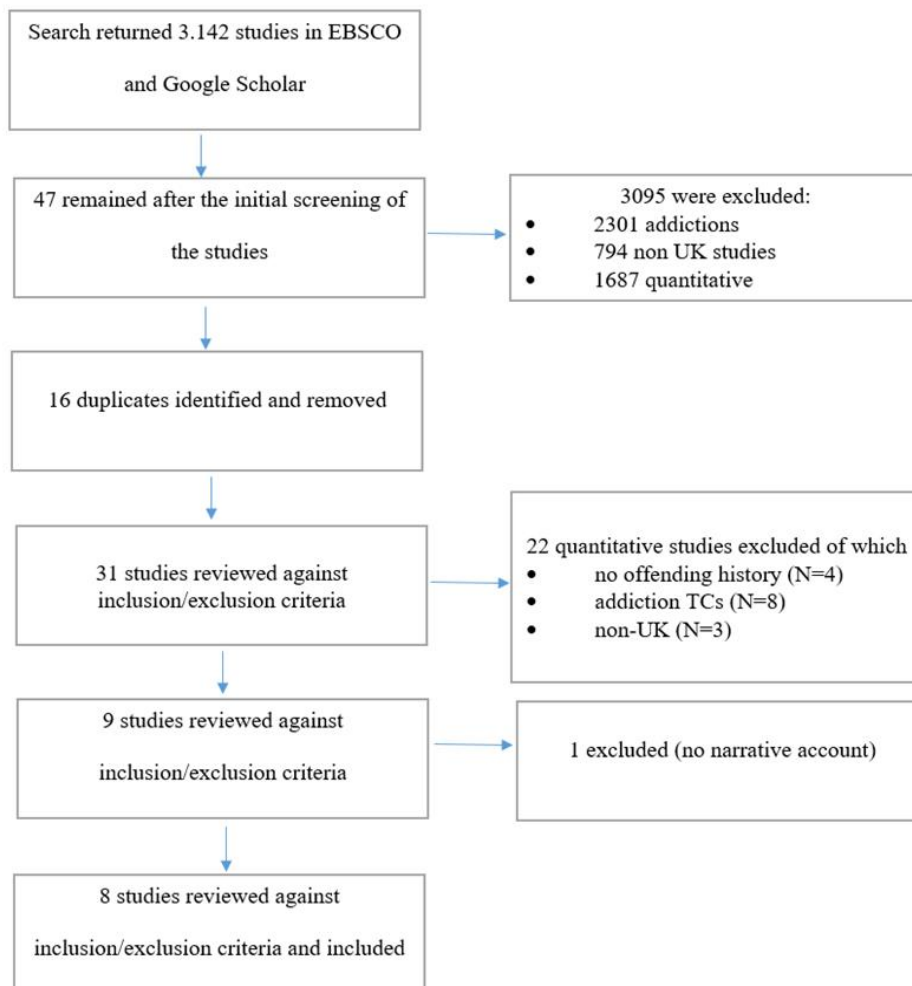 Search returned 3.142 studies in EBSCO
and Google Scholar
47 remained after the initial screening of
the studies
3095 were excluded:
• 2301 addictions
• 794 non UK studies
• 1687 quantitative
16 duplicates identified and removed
31 studies reviewed against
inclusion/exclusion criteria
22 quantitative studies excluded of which
• no offending history (N=4)
• addiction TCs (N=8)
• non-UK (N=3)
9 studies reviewed against
inclusion/exclusion criteria
1 excluded (no narrative account)
8 studies reviewed against
inclusion/exclusion criteria and included